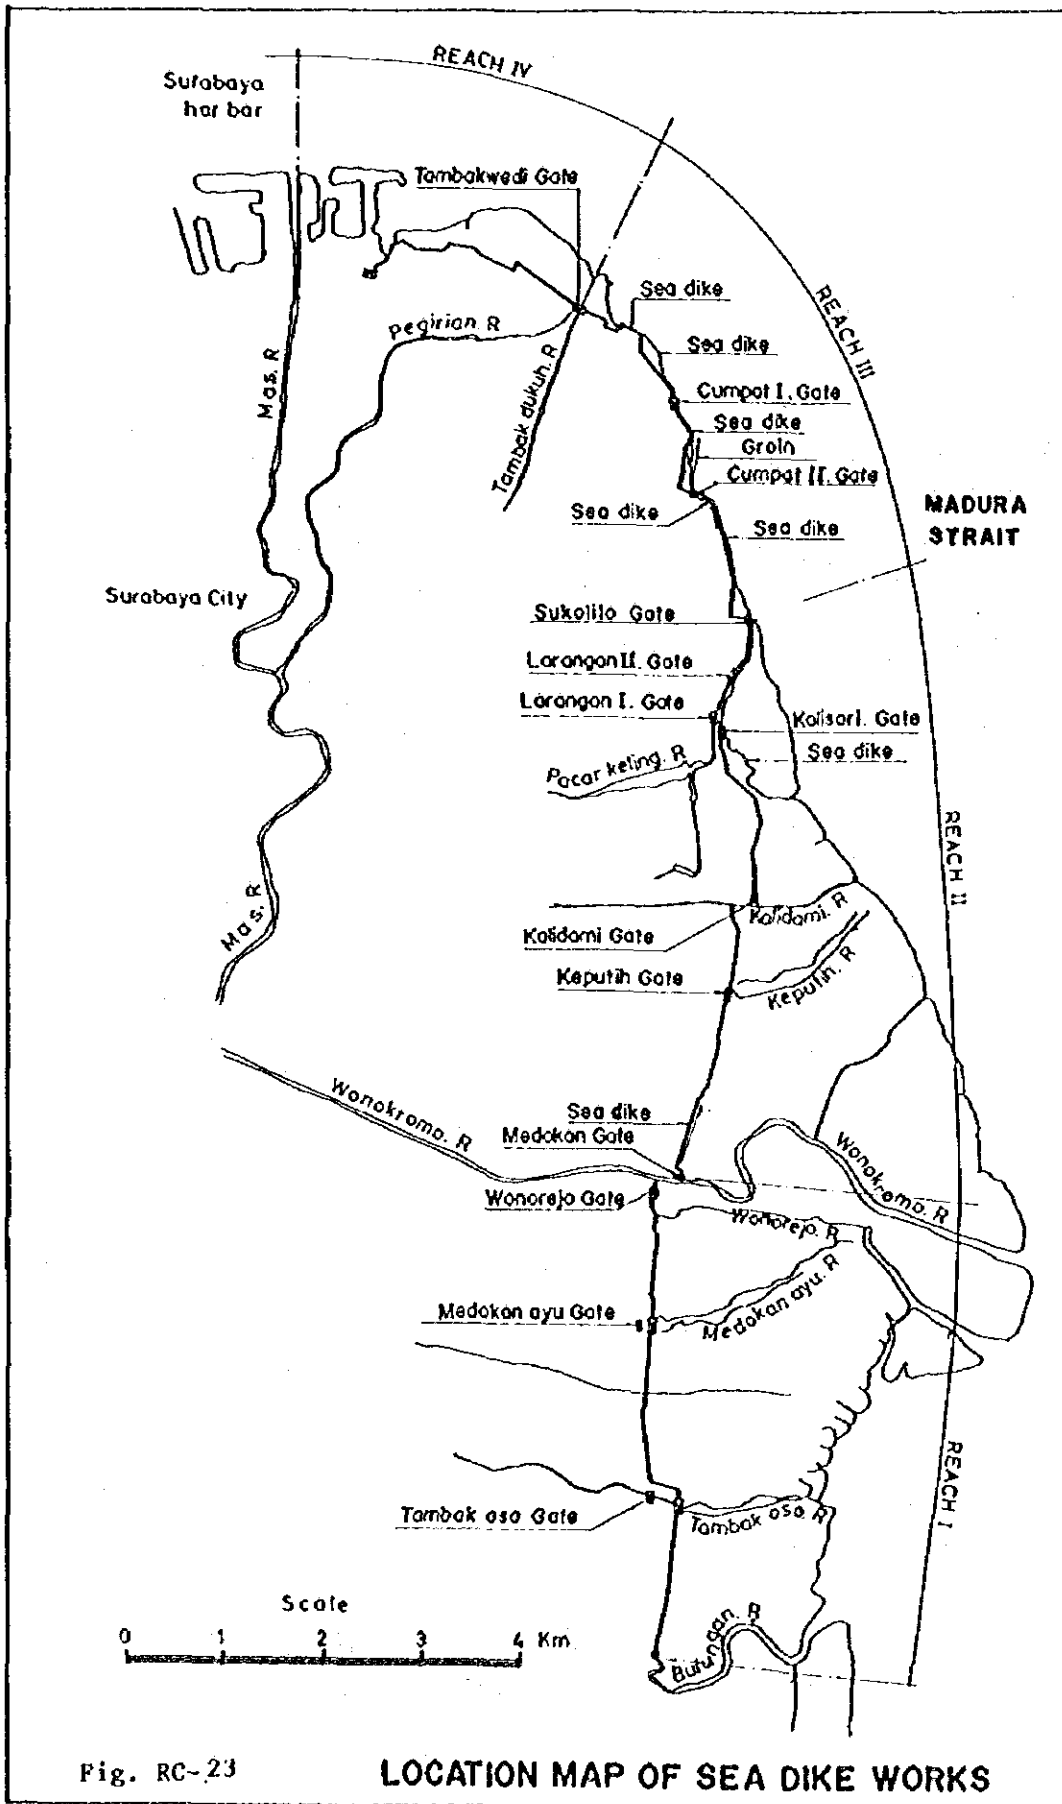 REACH IV
Surabaya
harbar
Tambakwedi Gate
Sea dike
REACH III
Pegirian. R
Sea dike
Mas. R
Tambak dukuh. R
Cumpat I. Gate
Sea dike
Groin
Cumpat II. Gate
MADURA
STRAIT
Sea dike
Sea dike
Surabaya City
Sukolilo Gate
Larangan II. Gate
Larangan I. Gate
Kalisari. Gate
Sea dike
Pacar keling. R
REACH II
Mas. R
Kalidami. R
Kalidami Gate
Keputih Gate
Keputih. R
Wonokromo. R
Sea dike
Medokan Gate
Wonokromo. R
Wonorejo Gate
Wonorejo. R
Medokan ayu Gate
Medokan ayu. R
REACH I
Tambak oso Gate
Tambak oso. R
Scale
0 1 2 3 4 Km
Butungan. R
Fig. RC-23
LOCATION MAP OF SEA DIKE WORKS